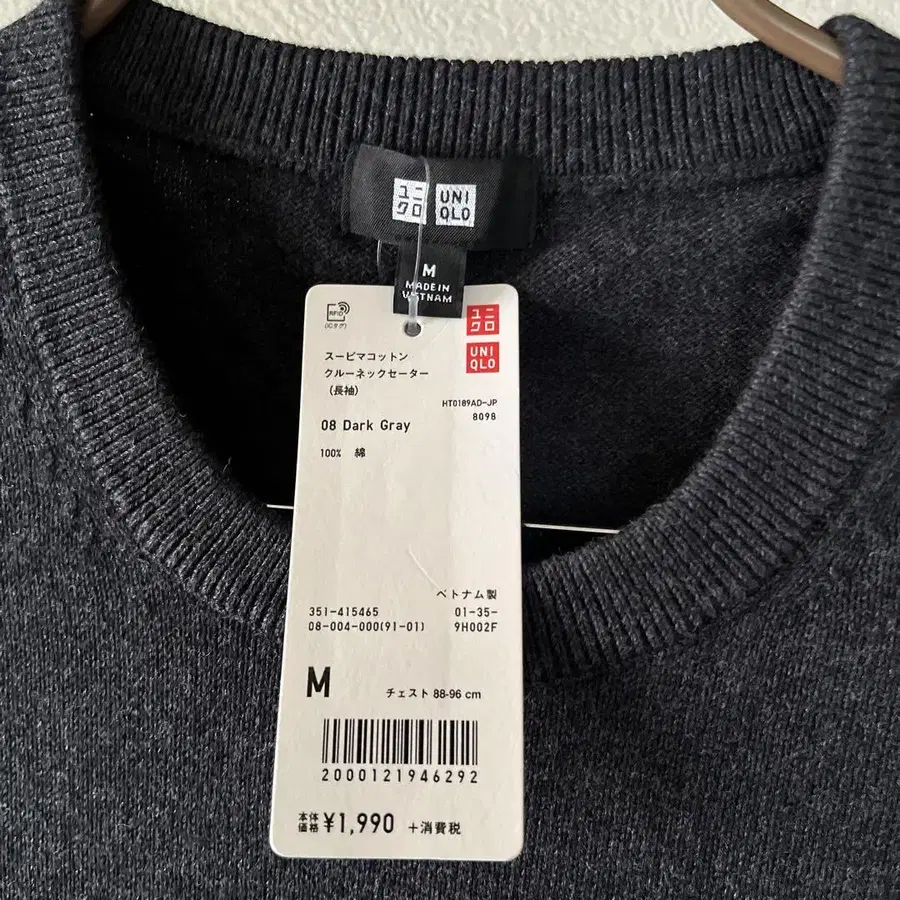 ユニ
クロ
UNI
QLO
M
MADE IN
VIETNAM
RFID
(ICタグ)
ユニ
クロ
UNI
QLO
スーピマコットン
クルーネックセーター
(長袖)
HT0189AD-JP
8098
08 Dark Gray
100% 綿
ベトナム製
351-415465
01-35-
08-004-000(91-01)
9H002F
M
チェスト 88-96 cm
2000121946292
本体
価格 ¥1,990 +消費税